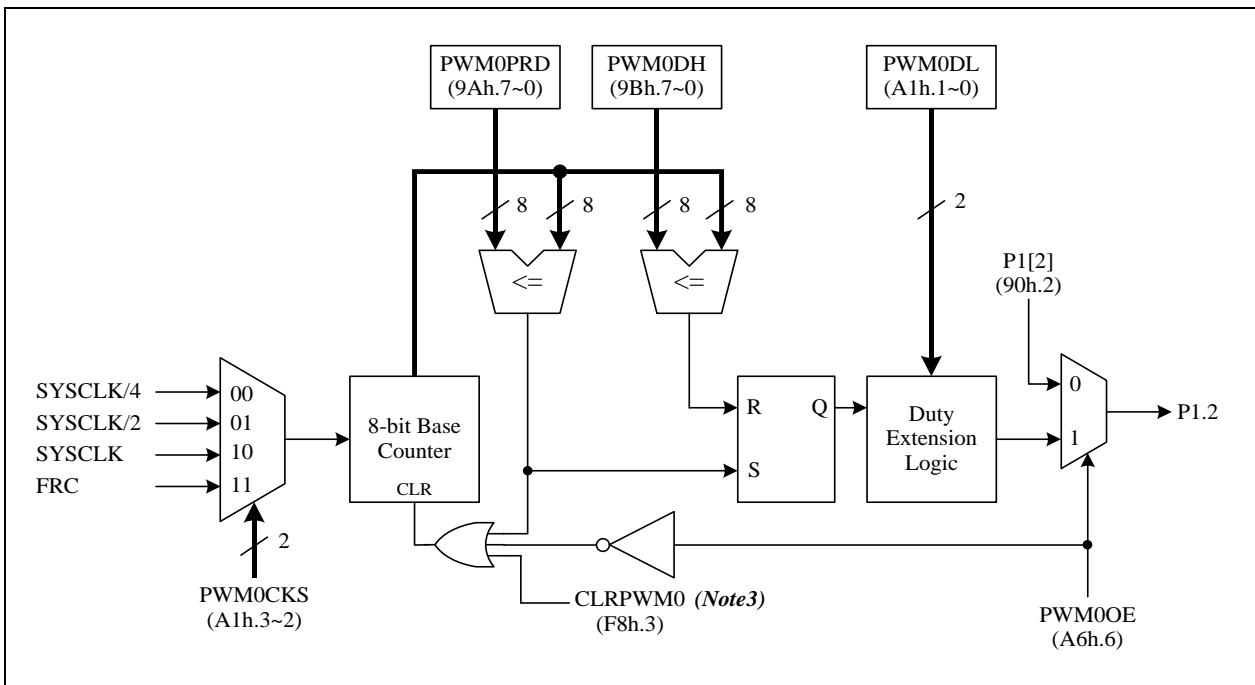 PWM0PRD
(9Ah.7~0)
PWM0DH
(9Bh.7~0)
PWM0DL
(A1h.1~0)
8
8
8
8
2
<=
<=
P1[2]
(90h.2)
SYSCLK/4
SYSCLK/2
SYSCLK
FRC
00
01
10
11
8-bit Base
Counter
CLR
R
Q
S
Duty
Extension
Logic
0
1
P1.2
2
PWM0CKS
(A1h.3~2)
CLRPWM0 (Note3)
(F8h.3)
PWM0OE
(A6h.6)